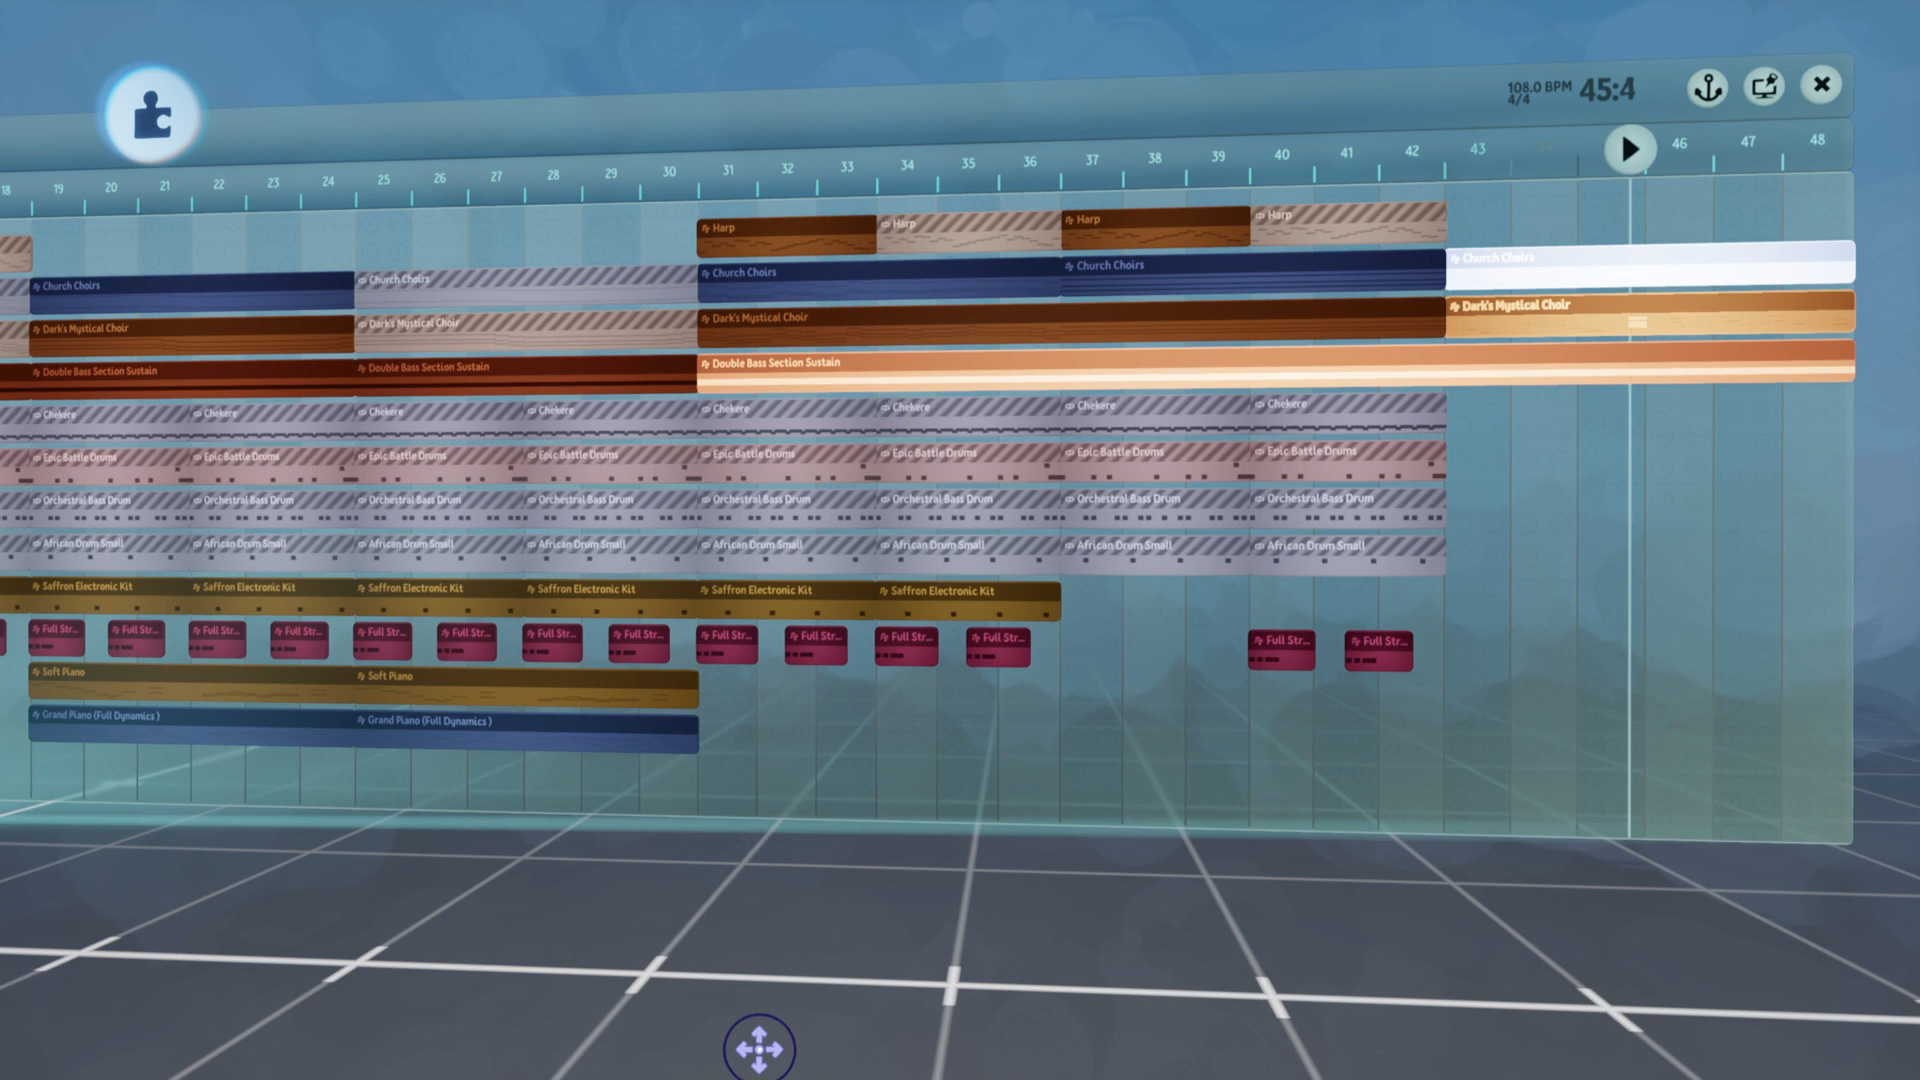 108.0 BPM
4/4
45:4
18 19 20 21 22 23 24 25 26 27 28 29 30 31 32 33 34 35 36 37 38 39 40 41 42 43 46 47 48
Harp Harp Harp Harp
Church Choirs Church Choirs Church Choirs Church Choirs Church Choirs
Dark's Mystical Choir Dark's Mystical Choir Dark's Mystical Choir Dark's Mystical Choir
Double Bass Section Sustain Double Bass Section Sustain Double Bass Section Sustain
Chekere Chekere Chekere Chekere Chekere Chekere Chekere Chekere
Epic Battle Drums Epic Battle Drums Epic Battle Drums Epic Battle Drums Epic Battle Drums Epic Battle Drums Epic Battle Drums Epic Battle Drums
Orchestral Bass Drum Orchestral Bass Drum Orchestral Bass Drum Orchestral Bass Drum Orchestral Bass Drum Orchestral Bass Drum Orchestral Bass Drum Orchestral Bass Drum
African Drum Small African Drum Small African Drum Small African Drum Small African Drum Small African Drum Small African Drum Small African Drum Small
Saffron Electronic Kit Saffron Electronic Kit Saffron Electronic Kit Saffron Electronic Kit Saffron Electronic Kit Saffron Electronic Kit
Full Str... Full Str... Full Str... Full Str... Full Str... Full Str... Full Str... Full Str... Full Str... Full Str... Full Str... Full Str... Full Str... Full Str...
Soft Piano Soft Piano
Grand Piano (Full Dynamics ) Grand Piano (Full Dynamics )